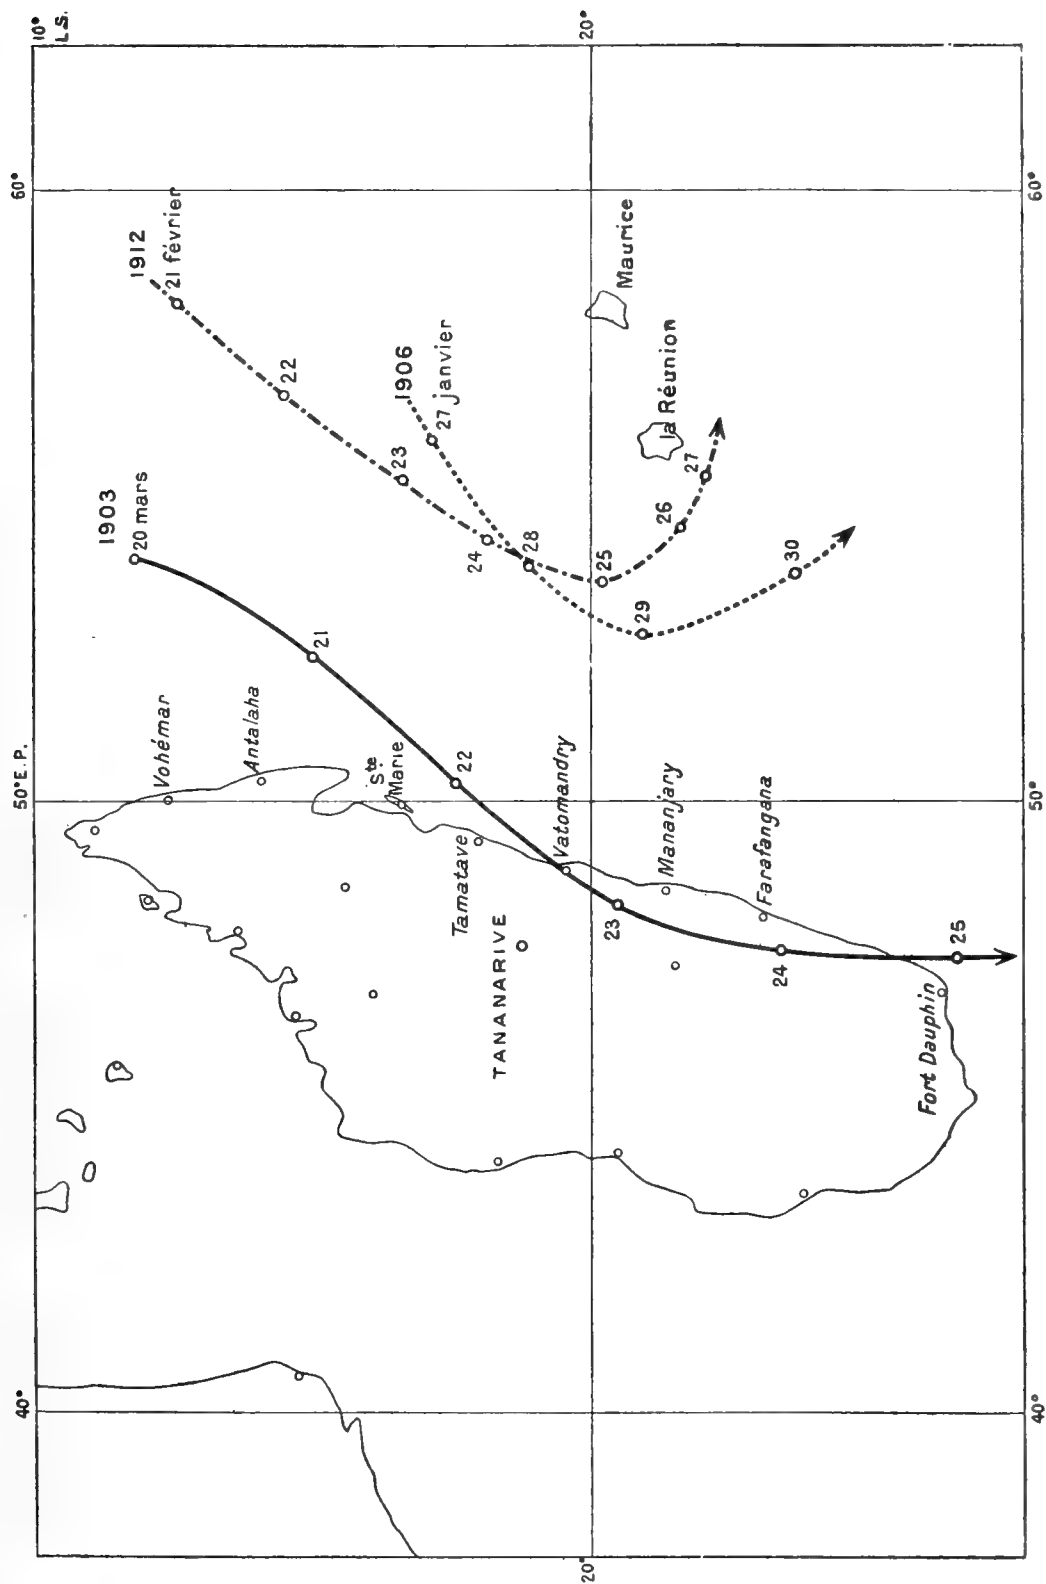 10°
L.S.
20°
60°
60°
1912
21 février
22
23
24
25
26
27
1906
27 janvier
28
29
30
Maurice
la Réunion
1903
20 mars
21
22
23
24
25
50° E.P.
50°
Vohémar
Antalaha
Ste
Marie
Tamatave
Vatomandry
Mananjary
Farafangana
TANANARIVE
Fort Dauphin
40°
40°
20°